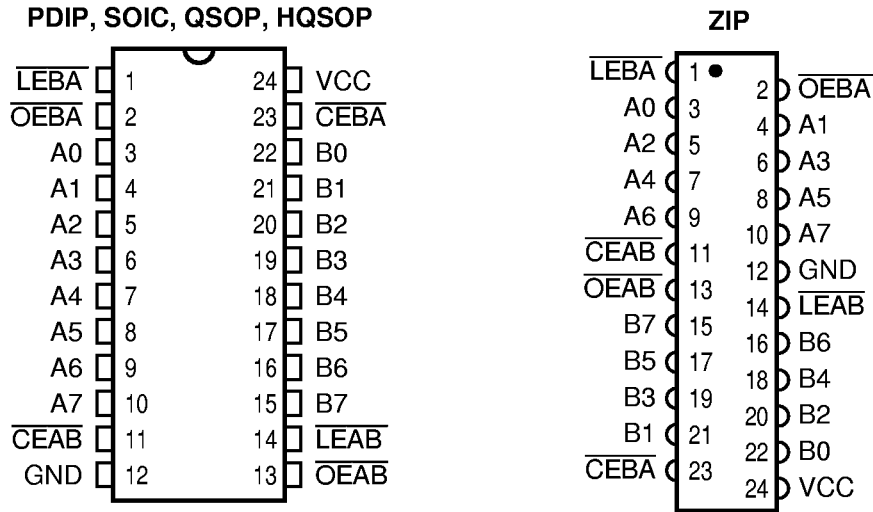 PDIP, SOIC, QSOP, HQSOP
LEBA 1 24 VCC
OEBA 2 23 CEBA
A0 3 22 B0
A1 4 21 B1
A2 5 20 B2
A3 6 19 B3
A4 7 18 B4
A5 8 17 B5
A6 9 16 B6
A7 10 15 B7
CEAB 11 14 LEAB
GND 12 13 OEAB
ZIP
LEBA 1
2 OEBA
A0 3
4 A1
A2 5
6 A3
A4 7
8 A5
A6 9
10 A7
CEAB 11
12 GND
OEAB 13
14 LEAB
B7 15
16 B6
B5 17
18 B4
B3 19
20 B2
B1 21
22 B0
CEBA 23
24 VCC